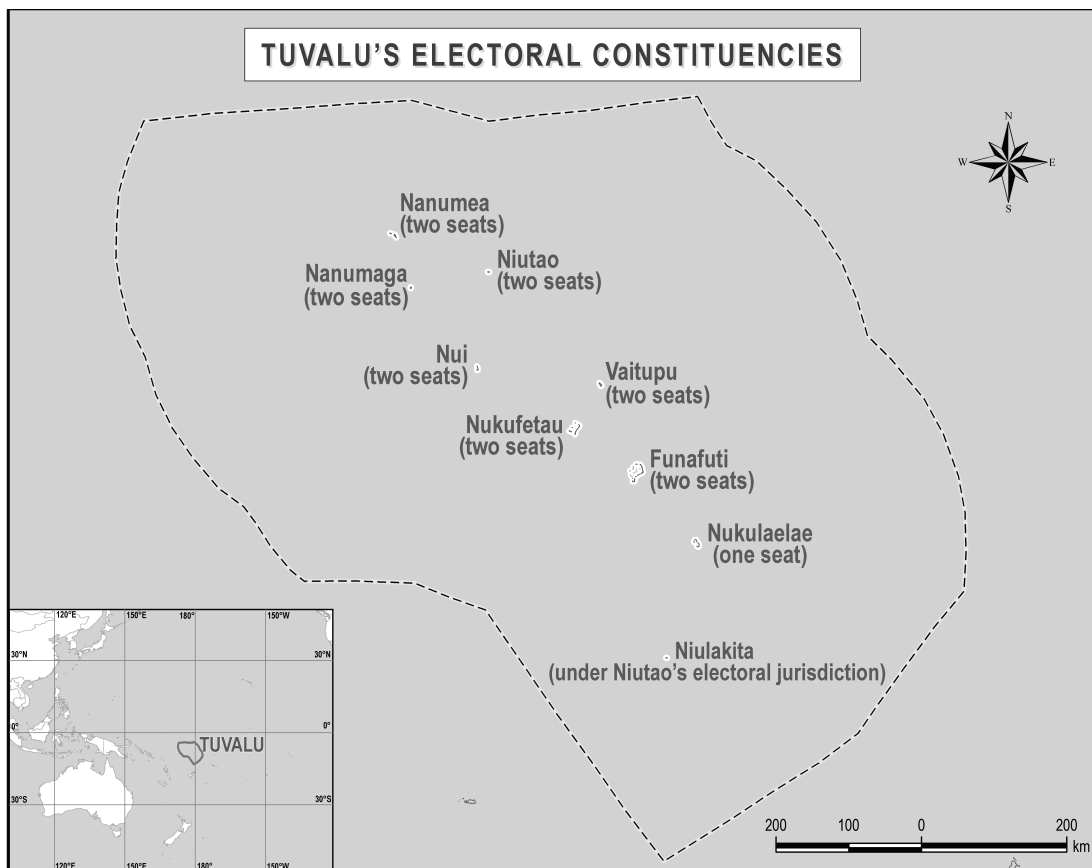 TUVALU'S ELECTORAL CONSTITUENCIES
N
W
E
S
Nanumea
(two seats)
Niutao
(two seats)
Nanumaga
(two seats)
Nui
(two seats)
Vaitupu
(two seats)
Nukufetau
(two seats)
Funafuti
(two seats)
Nukulaelae
(one seat)
Niulakita
(under Niutao's electoral jurisdiction)
120°E 150°E 180° 150°W
30°N 30°N
0° 0°
TUVALU
30°S 30°S
120°E 150°E 180° 150°W
200 100 0 200
km